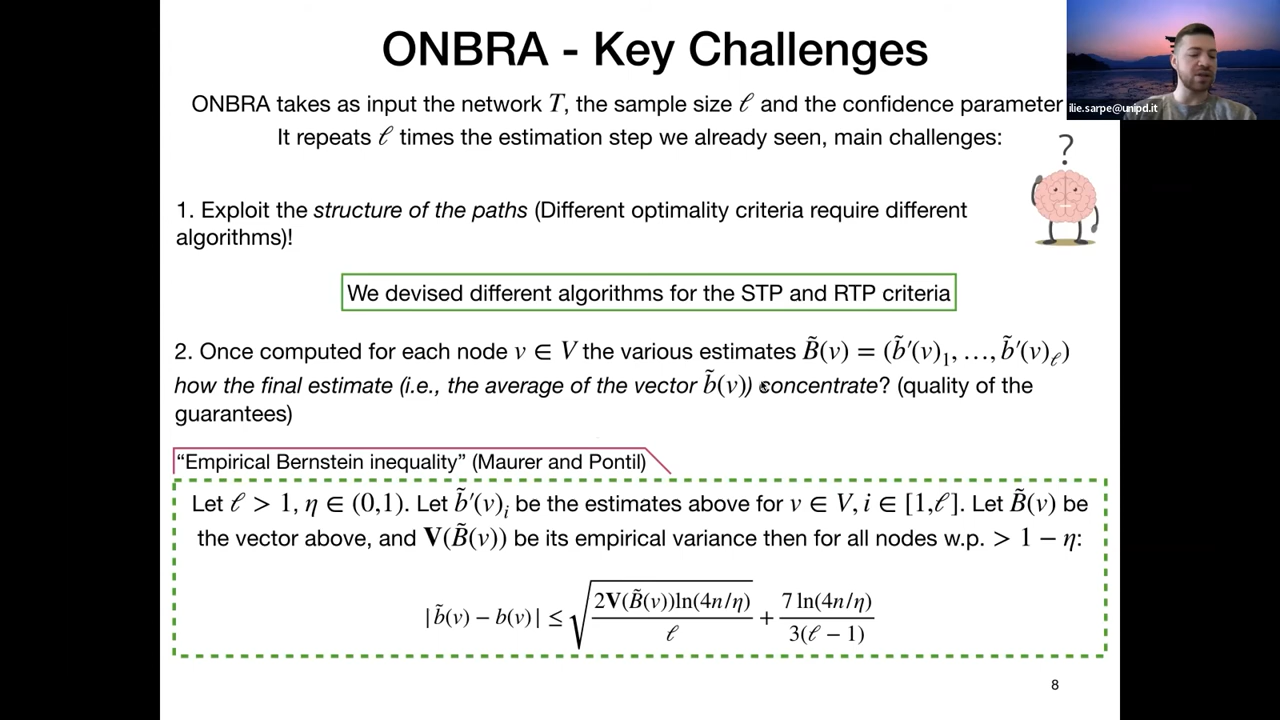 ONBRA - Key Challenges
ONBRA takes as input the network T, the sample size ℓ and the confidence parameter
ilie.sarpe@unipd.it
It repeats ℓ times the estimation step we already seen, main challenges:
?
1. Exploit the structure of the paths (Different optimality criteria require different
algorithms)!
We devised different algorithms for the STP and RTP criteria
2. Once computed for each node v ∈ V the various estimates B̃(v) = (b̃′(v)₁, …, b̃′(v)_ℓ)
how the final estimate (i.e., the average of the vector b̃(v)) concentrate? (quality of the
guarantees)
“Empirical Bernstein inequality” (Maurer and Pontil)
Let ℓ > 1, η ∈ (0,1). Let b̃′(v)ᵢ be the estimates above for v ∈ V, i ∈ [1,ℓ]. Let B̃(v) be
the vector above, and V(B̃(v)) be its empirical variance then for all nodes w.p. > 1 − η:
|b̃(v) − b(v)| ≤ √(2V(B̃(v))ln(4n/η) / ℓ) + 7 ln(4n/η) / 3(ℓ − 1)
8